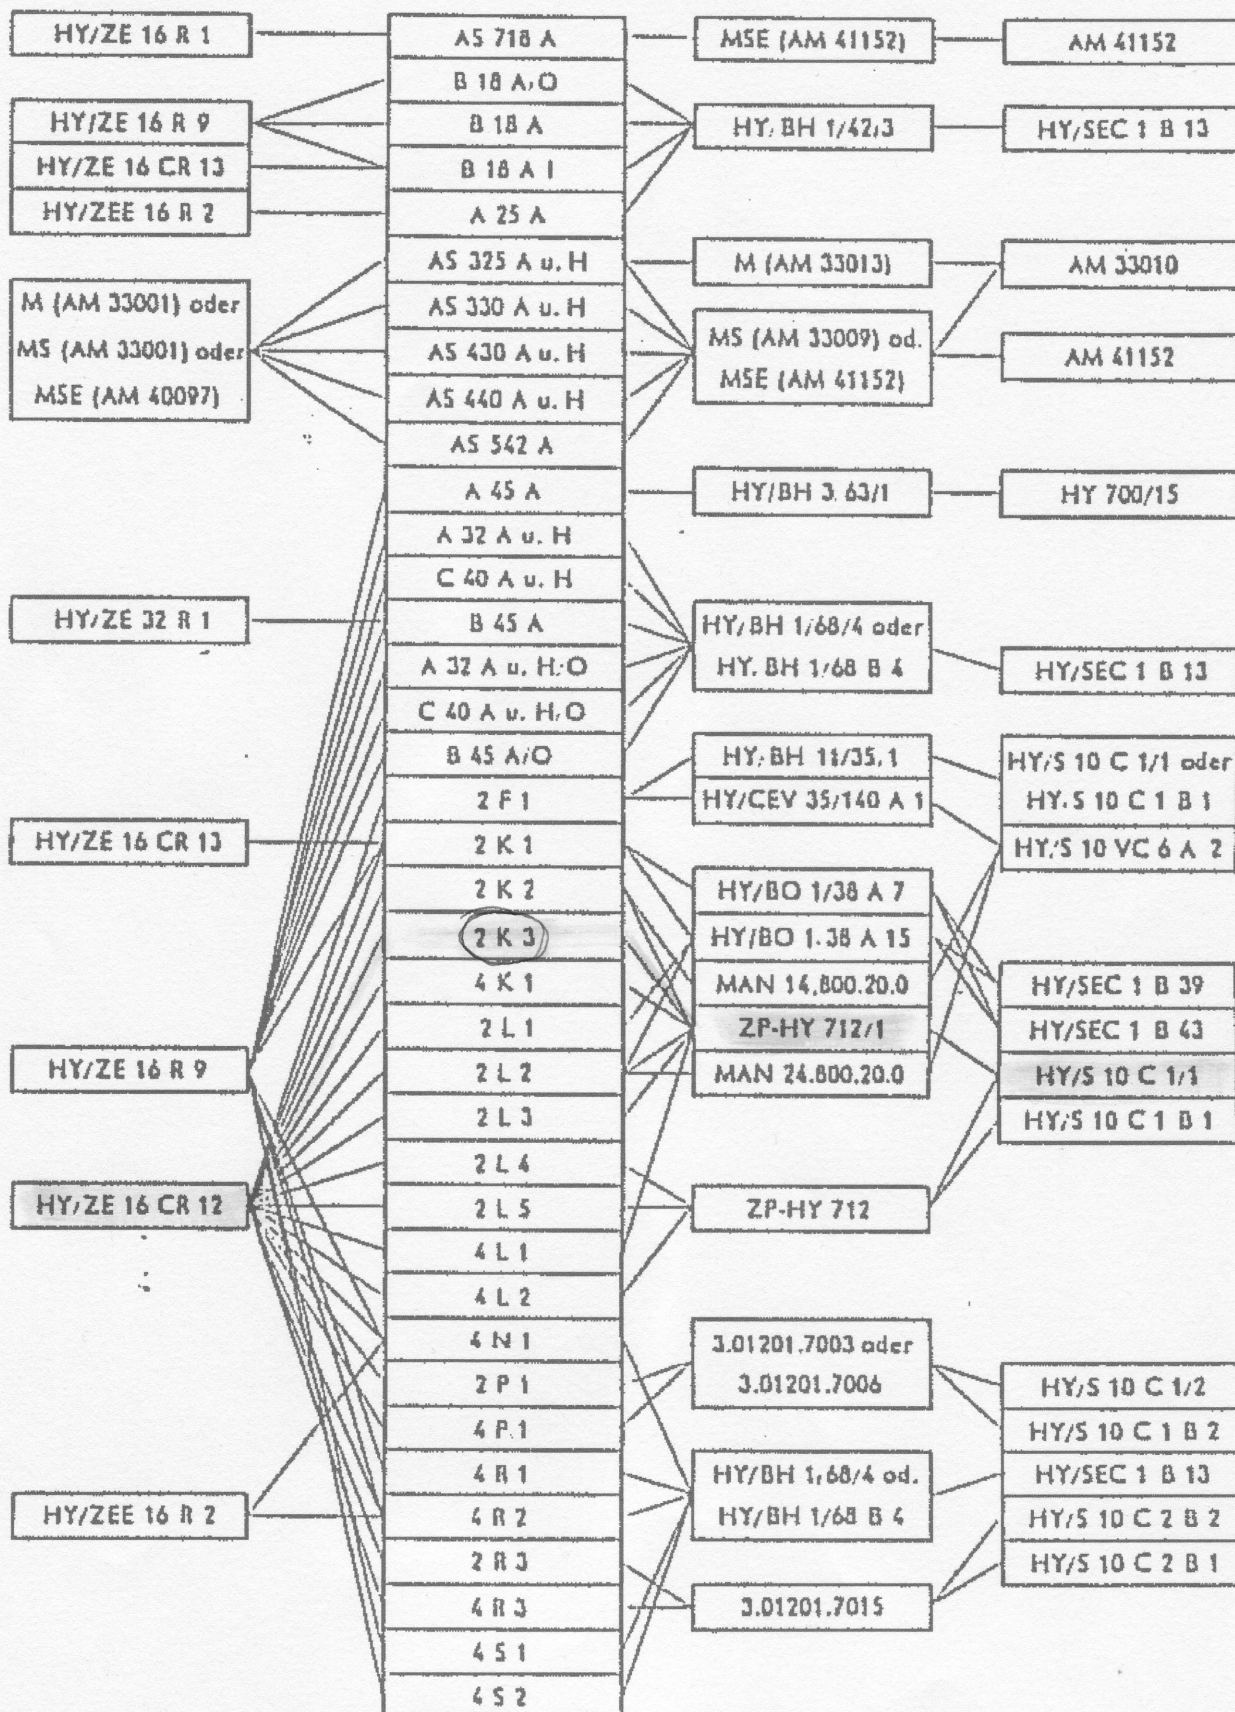 HY/ZE 16 R 1
HY/ZE 16 R 9
HY/ZE 16 CR 13
HY/ZEE 16 R 2
M (AM 33001) oder
MS (AM 33001) oder
MSE (AM 40097)
HY/ZE 32 R 1
HY/ZE 16 CR 13
HY/ZE 16 R 9
HY/ZE 16 CR 12
HY/ZEE 16 R 2
AS 718 A
B 18 A/O
B 18 A
B 18 A I
A 25 A
AS 325 A u. H
AS 330 A u. H
AS 430 A u. H
AS 440 A u. H
AS 542 A
A 45 A
A 32 A u. H
C 40 A u. H
B 45 A
A 32 A u. H/O
C 40 A u. H/O
B 45 A/O
2 F 1
2 K 1
2 K 2
2 K 3
4 K 1
2 L 1
2 L 2
2 L 3
2 L 4
2 L 5
4 L 1
4 L 2
4 N 1
2 P 1
4 P 1
4 R 1
4 R 2
2 R 3
4 R 3
4 S 1
4 S 2
MSE (AM 41152)
HY/BH 1/42/3
M (AM 33013)
MS (AM 33009) od.
MSE (AM 41152)
HY/BH 3.63/1
HY/BH 1/68/4 oder
HY/BH 1/68 B 4
HY/BH 11/35.1
HY/CEV 35/140 A 1
HY/BO 1/38 A 7
HY/BO 1.38 A 15
MAN 14.800.20.0
ZP-HY 712/1
MAN 24.800.20.0
ZP-HY 712
3.01201.7003 oder
3.01201.7006
HY/BH 1/68/4 od.
HY/BH 1/68 B 4
3.01201.7015
AM 41152
HY/SEC 1 B 13
AM 33010
AM 41152
HY 700/15
HY/SEC 1 B 13
HY/S 10 C 1/1 oder
HY/S 10 C 1 B 1
HY/S 10 VC 6 A 2
HY/SEC 1 B 39
HY/SEC 1 B 43
HY/S 10 C 1/1
HY/S 10 C 1 B 1
HY/S 10 C 1/2
HY/S 10 C 1 B 2
HY/SEC 1 B 13
HY/S 10 C 2 B 2
HY/S 10 C 2 B 1